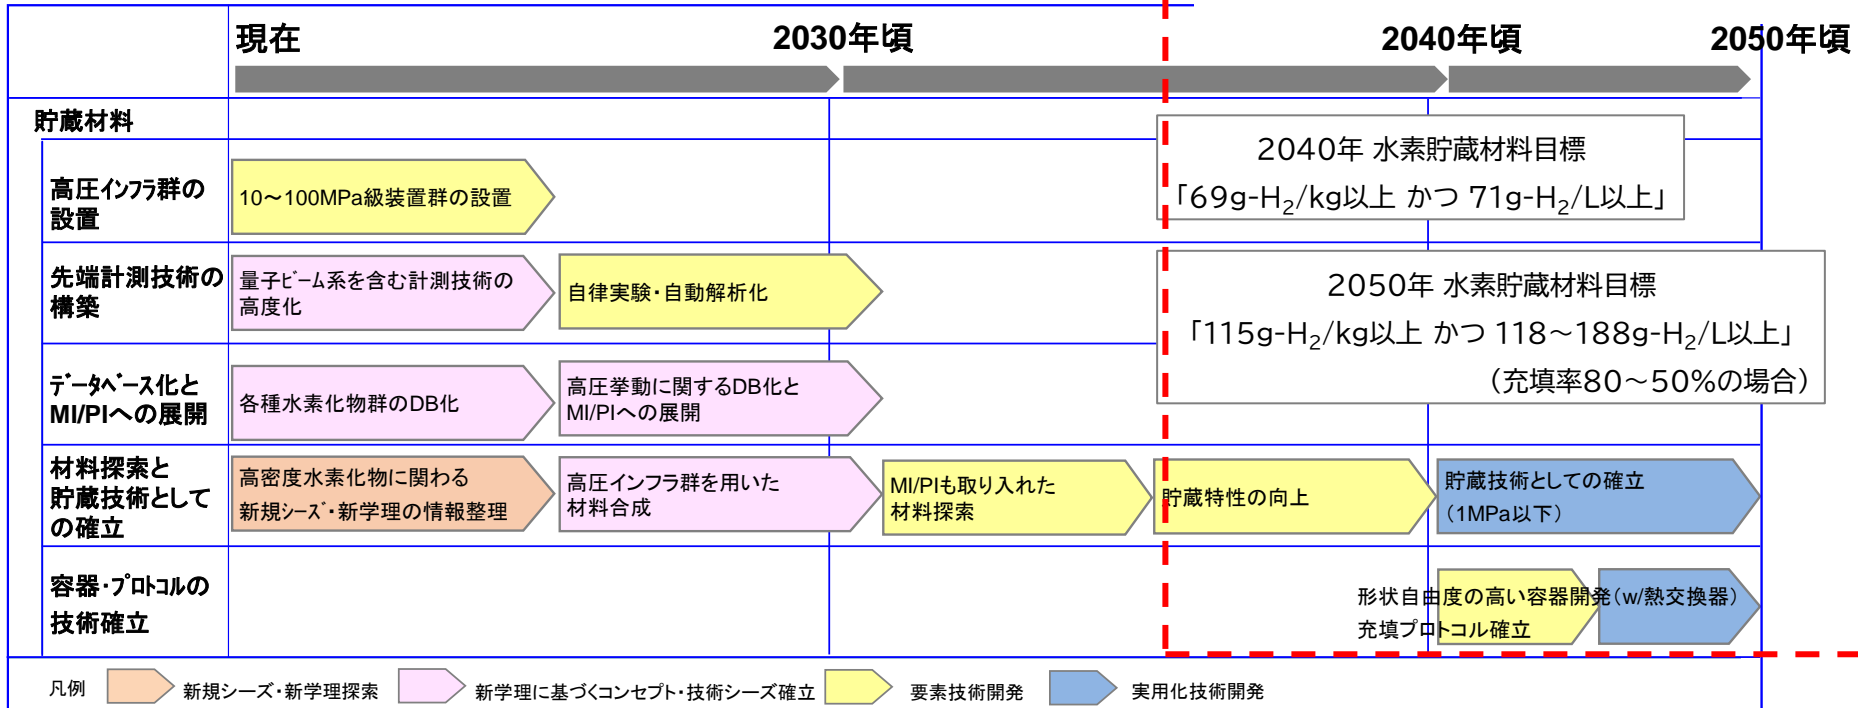 現在
2030年頃
2040年頃
2050年頃
貯蔵材料
2040年 水素貯蔵材料目標
「69g-H₂/kg以上 かつ 71g-H₂/L以上」
高圧インフラ群の
設置
10～100MPa級装置群の設置
2050年 水素貯蔵材料目標
「115g-H₂/kg以上 かつ 118～188g-H₂/L以上」
（充填率80～50%の場合）
先端計測技術の
構築
量子ビーム系を含む計測技術の
高度化
自律実験・自動解析化
データベース化と
MI/PIへの展開
各種水素化物群のDB化
高圧挙動に関するDB化と
MI/PIへの展開
材料探索と
貯蔵技術として
の確立
高密度水素化物に関わる
新規シーズ・新学理の情報整理
高圧インフラ群を用いた
材料合成
MI/PIも取り入れた
材料探索
貯蔵特性の向上
貯蔵技術としての確立
（1MPa以下）
容器・プロトコルの
技術確立
形状自由度の高い容器開発（w/熱交換器）
充填プロトコル確立
凡例
新規シーズ・新学理探索
新学理に基づくコンセプト・技術シーズ確立
要素技術開発
実用化技術開発